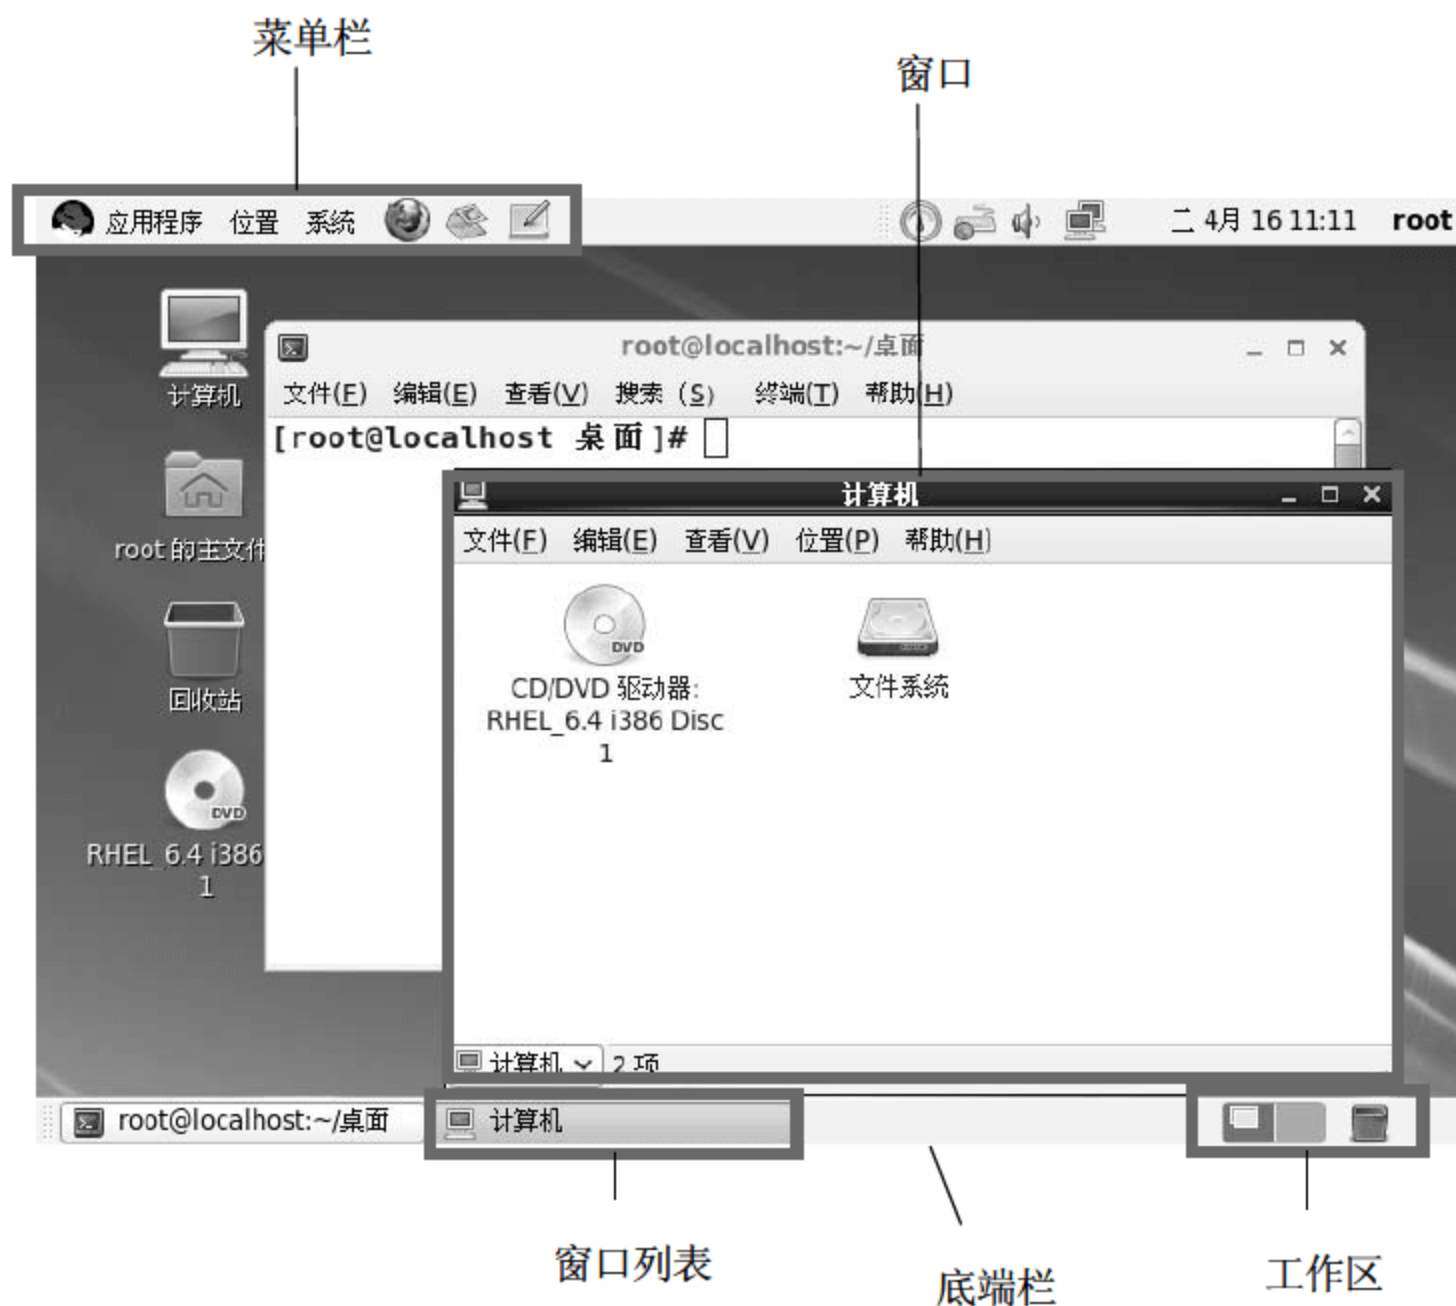 菜单栏
窗口
应用程序 位置 系统
二 4月 16 11:11 root
计算机
root@localhost:~/桌面
文件(F) 编辑(E) 查看(V) 搜索 (S) 终端(T) 帮助(H)
[root@localhost 桌面]#
root 的主文件
回收站
DVD
RHEL_6.4 i386
1
计算机
文件(F) 编辑(E) 查看(V) 位置(P) 帮助(H)
DVD
CD/DVD 驱动器:
RHEL_6.4 i386 Disc
1
文件系统
计算机 2 项
root@localhost:~/桌面
计算机
窗口列表
底端栏
工作区